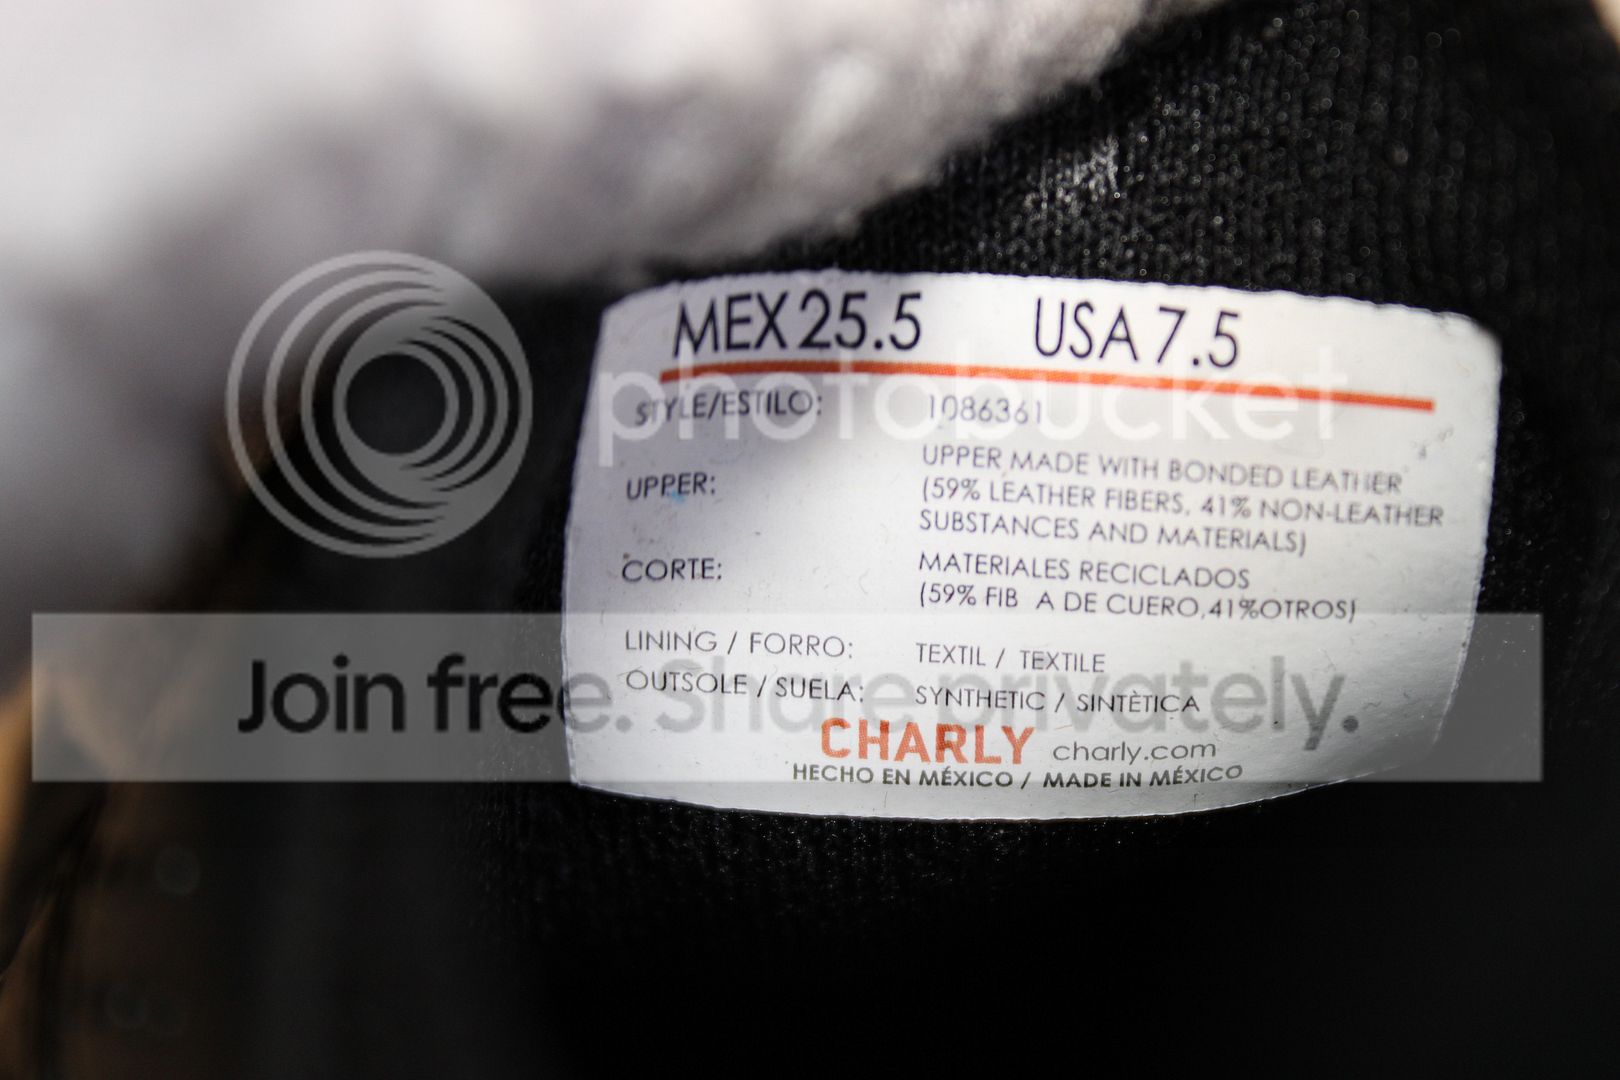 MEX 25.5 USA 7.5
photobucket
STYLE/ESTILO: 1086361
UPPER: UPPER MADE WITH BONDED LEATHER
(59% LEATHER FIBERS, 41% NON-LEATHER
SUBSTANCES AND MATERIALS)
CORTE: MATERIALES RECICLADOS
(59% FIB A DE CUERO,41%OTROS)
LINING / FORRO: TEXTIL / TEXTILE
OUTSOLE / SUELA: SYNTHETIC / SINTÈTICA
Join free. Share privately.
CHARLY charly.com
HECHO EN MÉXICO / MADE IN MÉXICO